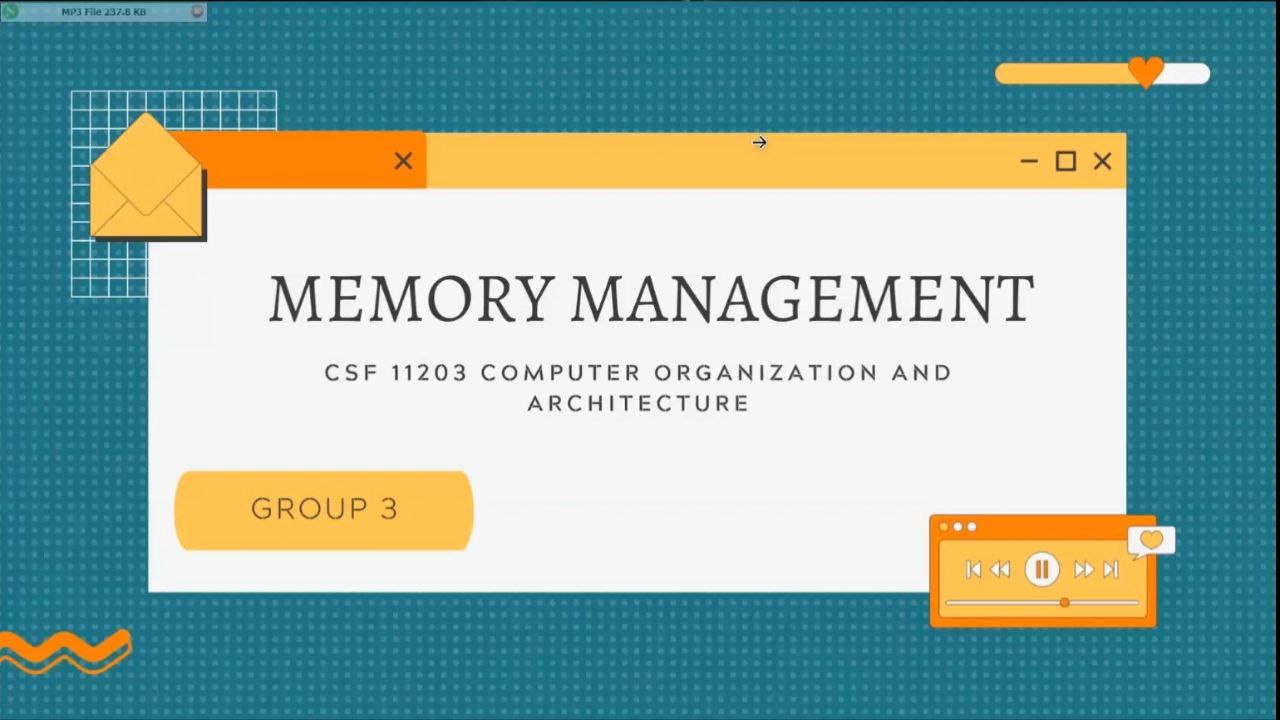 MP3 File 237.8 KB
MEMORY MANAGEMENT
CSF 11203 COMPUTER ORGANIZATION AND
ARCHITECTURE
GROUP 3